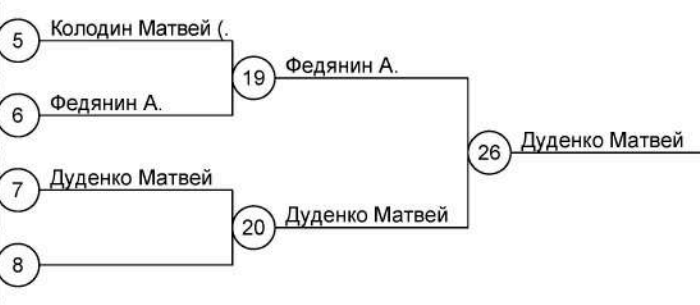 5 Колодин Матвей (.
19 Федянин А.
6 Федянин А.
26 Дуденко Матвей
7 Дуденко Матвей
20 Дуденко Матвей
8